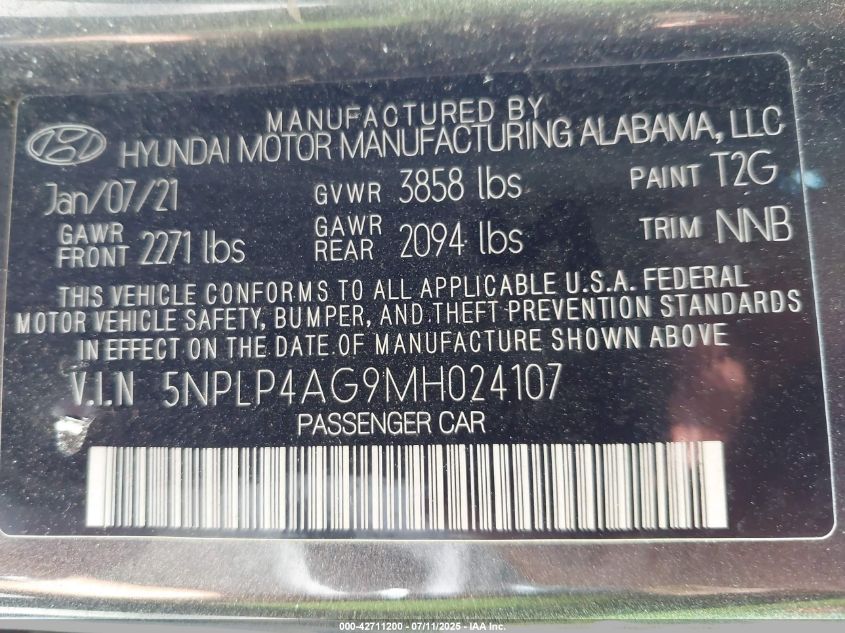 MANUFACTURED BY
HYUNDAI MOTOR MANUFACTURING ALABAMA, LLC
Jan/07/21 GVWR 3858 lbs PAINT T2G
GAWR FRONT 2271 lbs GAWR REAR 2094 lbs TRIM NNB
THIS VEHICLE CONFORMS TO ALL APPLICABLE U.S.A. FEDERAL
MOTOR VEHICLE SAFETY, BUMPER, AND THEFT PREVENTION STANDARDS
IN EFFECT ON THE DATE OF MANUFACTURE SHOWN ABOVE
V.I.N 5NPLP4AG9MH024107
PASSENGER CAR
000-42711200 - 07/11/2025 - IAA Inc.